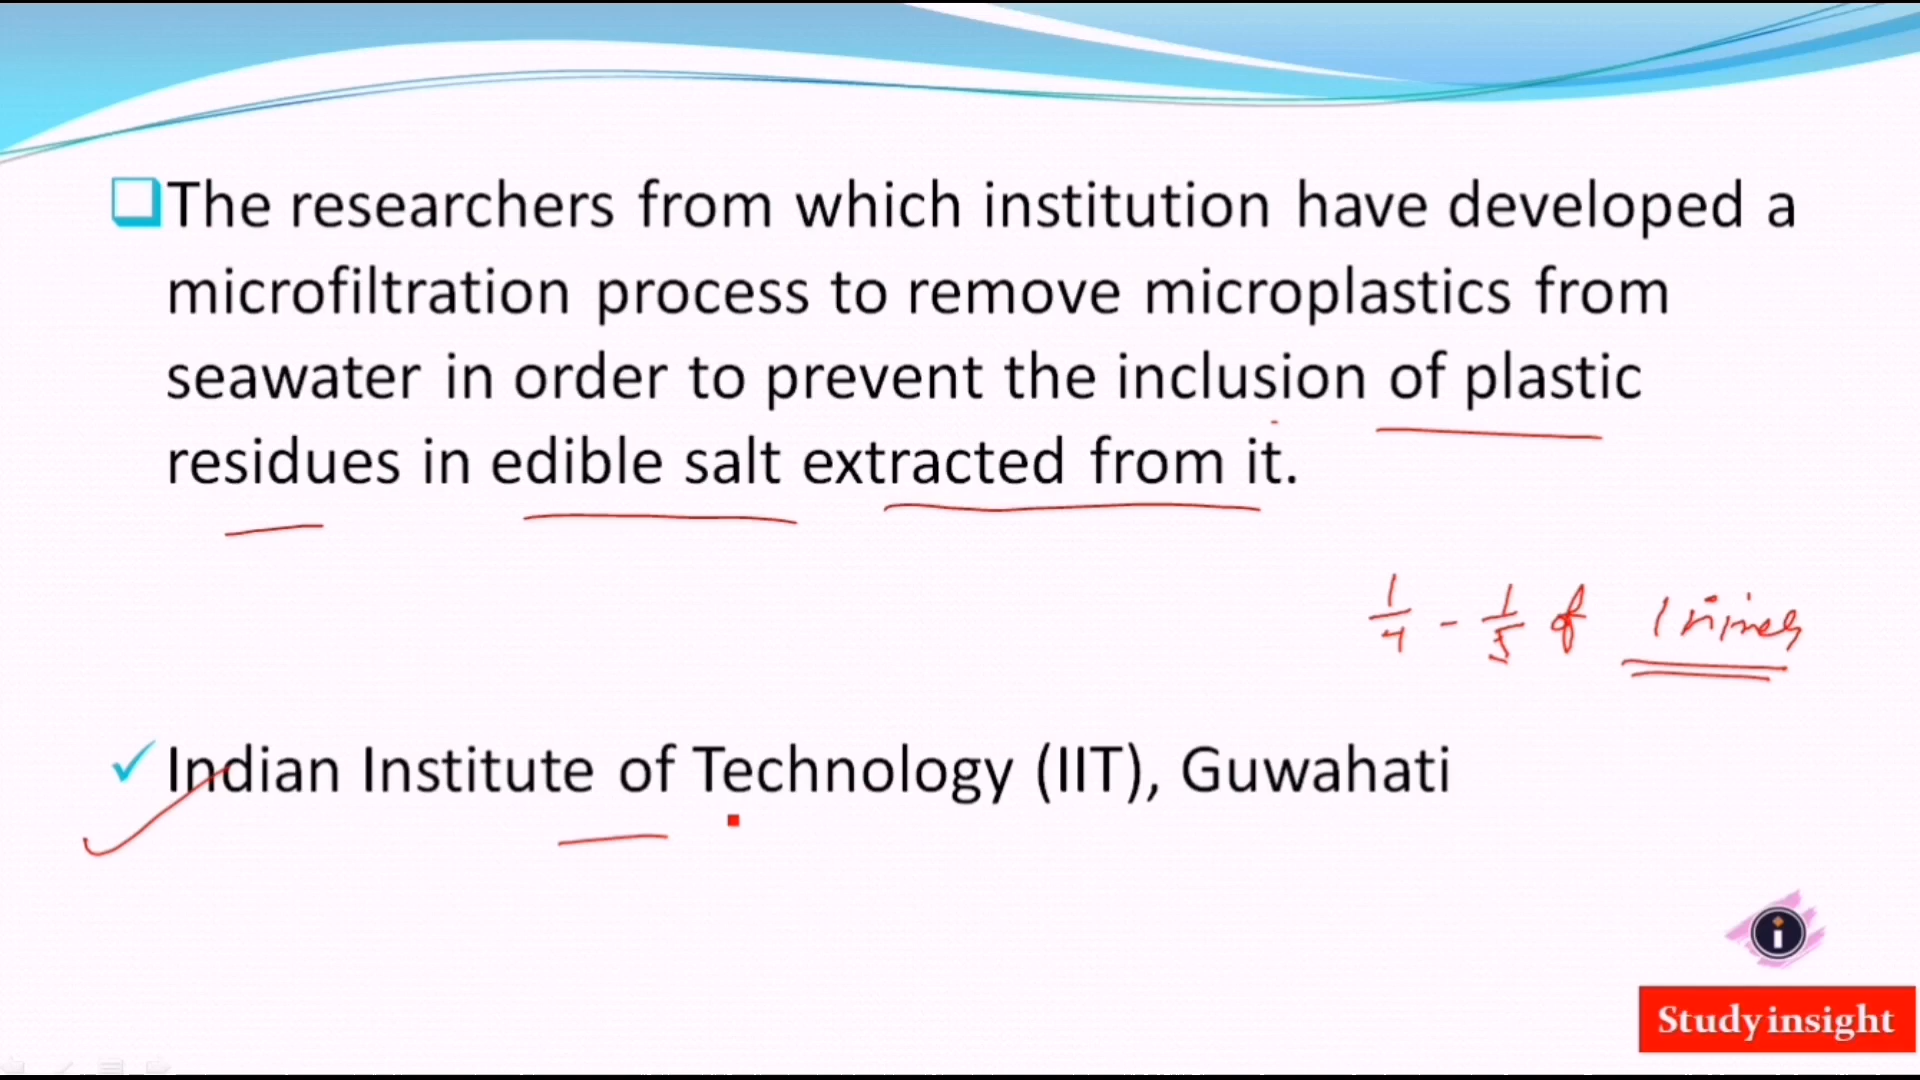 The researchers from which institution have developed a
microfiltration process to remove microplastics from
seawater in order to prevent the inclusion of plastic
residues in edible salt extracted from it.
1/4 - 1/5 of 1
Indian Institute of Technology (IIT), Guwahati
i
Study insight